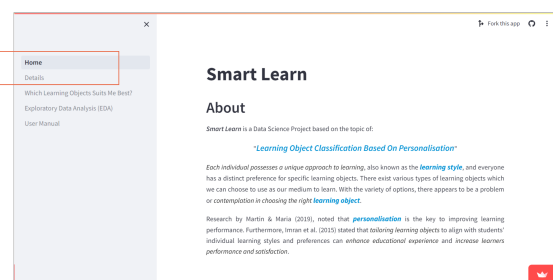 Fork this app
Home
Details
Which Learning Objects Suits Me Best?
Exploratory Data Analysis (EDA)
User Manual
Smart Learn
About
Smart Learn is a Data Science Project based on the topic of:
"Learning Object Classification Based On Personalisation"
Each individual possesses a unique approach to learning, also known as the learning style, and everyone
has a distinct preference for specific learning objects. There exist various types of learning objects which
we can choose to use as our medium to learn. With the variety of options, there appears to be a problem
or contemplation in choosing the right learning object.
Research by Martin & Maria (2019), noted that personalisation is the key to improving learning
performance. Furthermore, Imran et al. (2015) stated that tailoring learning objects to align with students'
individual learning styles and preferences can enhance educational experience and increase learners
performance and satisfaction.